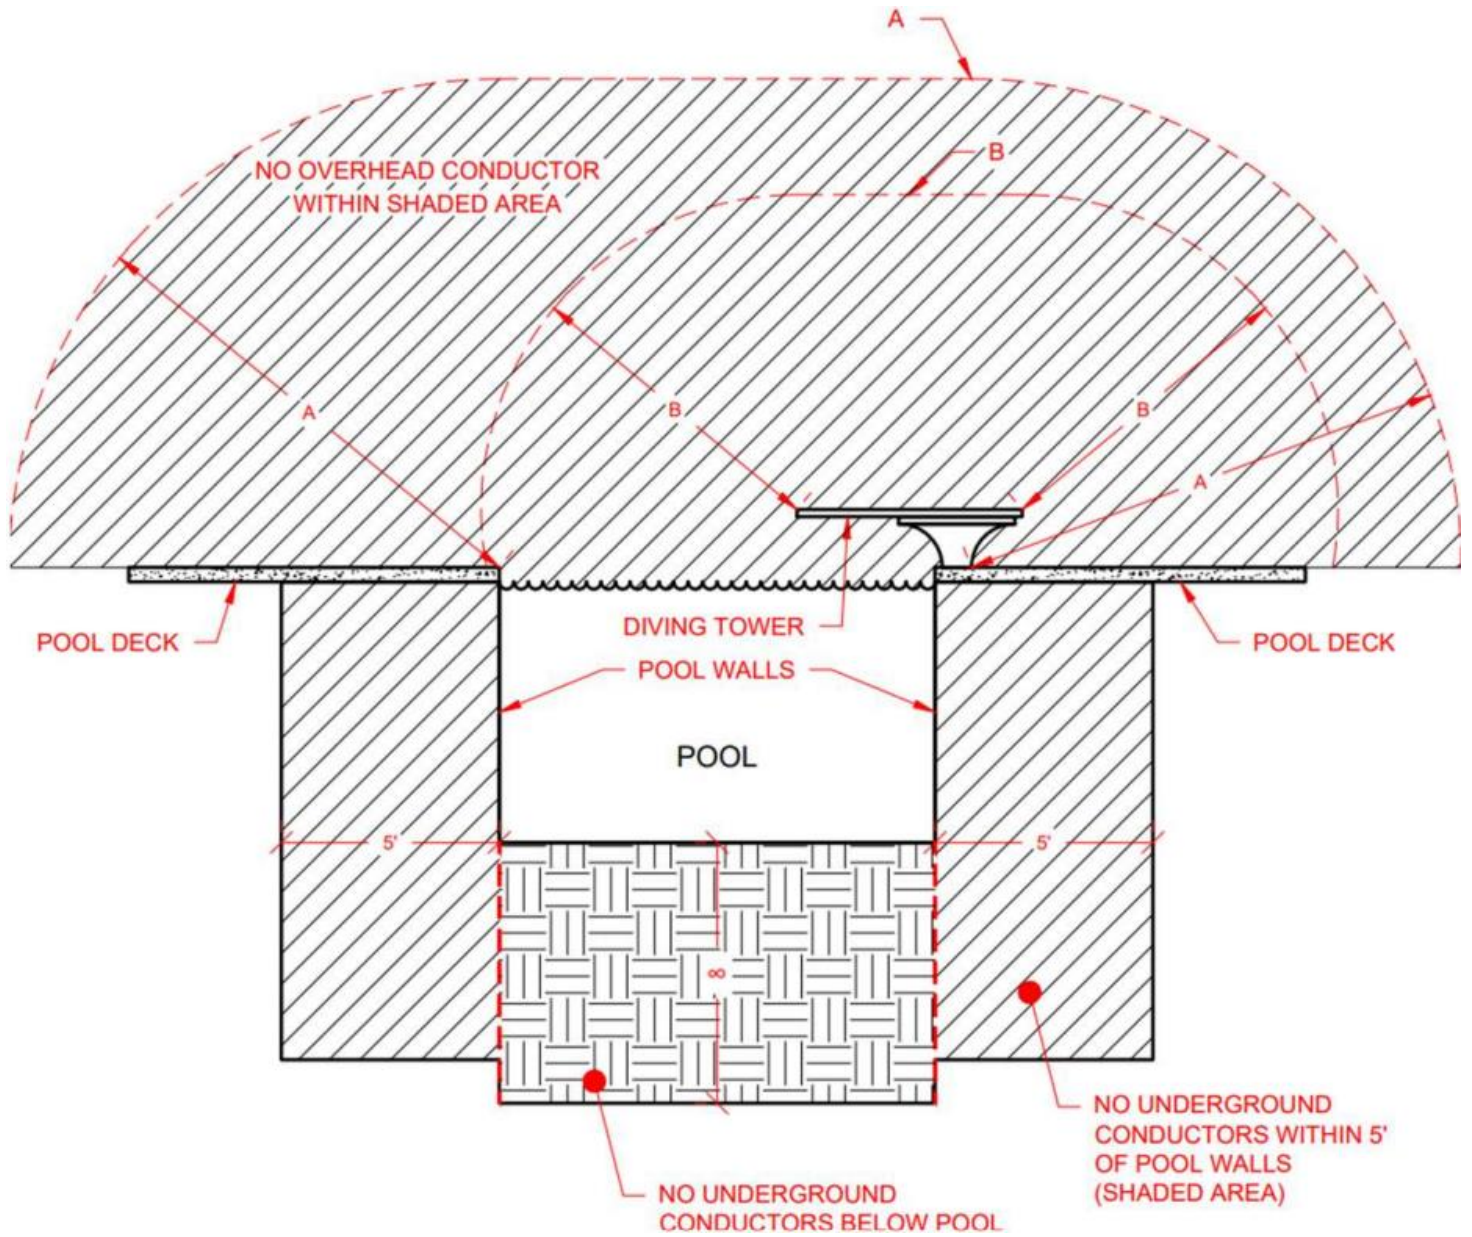 A
B
NO OVERHEAD CONDUCTOR
WITHIN SHADED AREA
A
B
B
A
DIVING TOWER
POOL DECK
POOL DECK
POOL WALLS
POOL
5'
5'
∞
NO UNDERGROUND
CONDUCTORS WITHIN 5'
OF POOL WALLS
(SHADED AREA)
NO UNDERGROUND
CONDUCTORS BELOW POOL